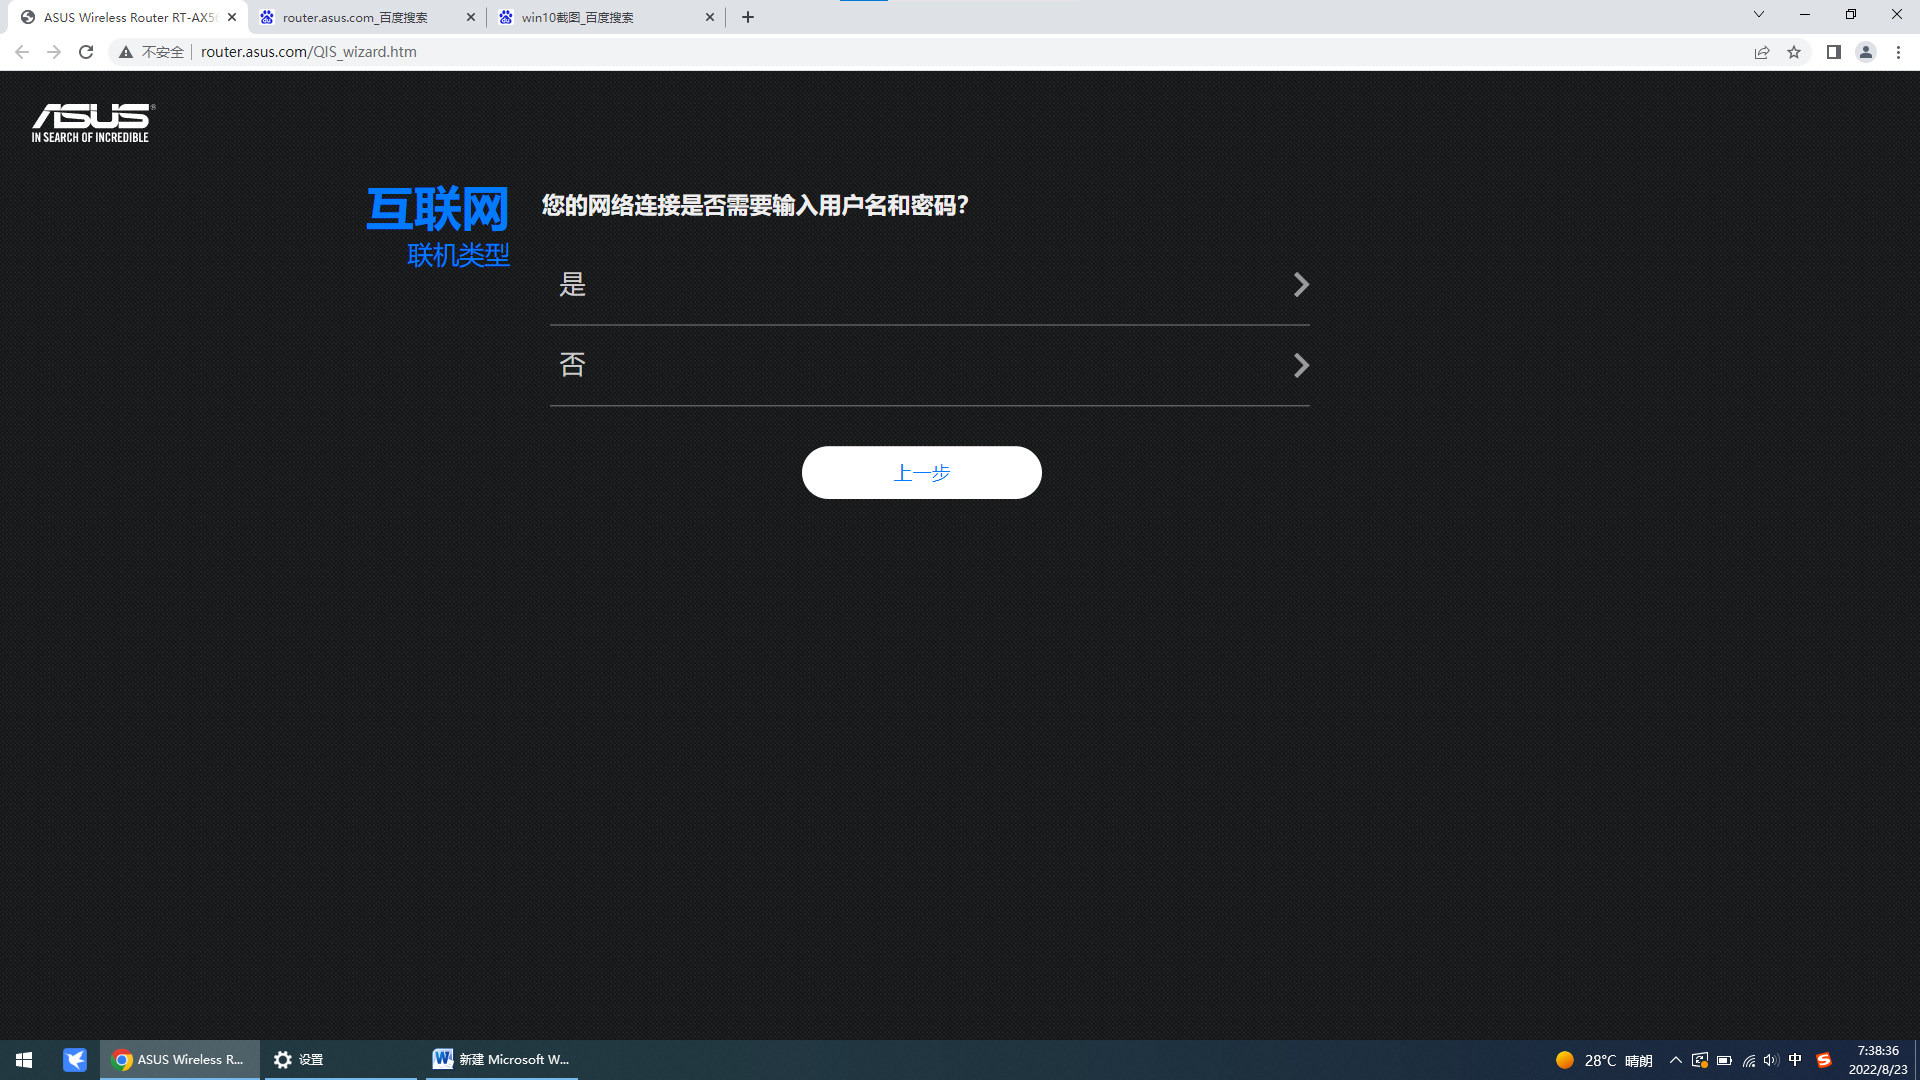 ASUS Wireless Router RT-AX5
router.asus.com_百度搜索
win10截图_百度搜索
不安全
router.asus.com/QIS_wizard.htm
ASUS
IN SEARCH OF INCREDIBLE
互联网
联机类型
您的网络连接是否需要输入用户名和密码?
是
否
上一步
ASUS Wireless R...
设置
新建 Microsoft W...
28°C 晴朗
中
7:38:36
2022/8/23